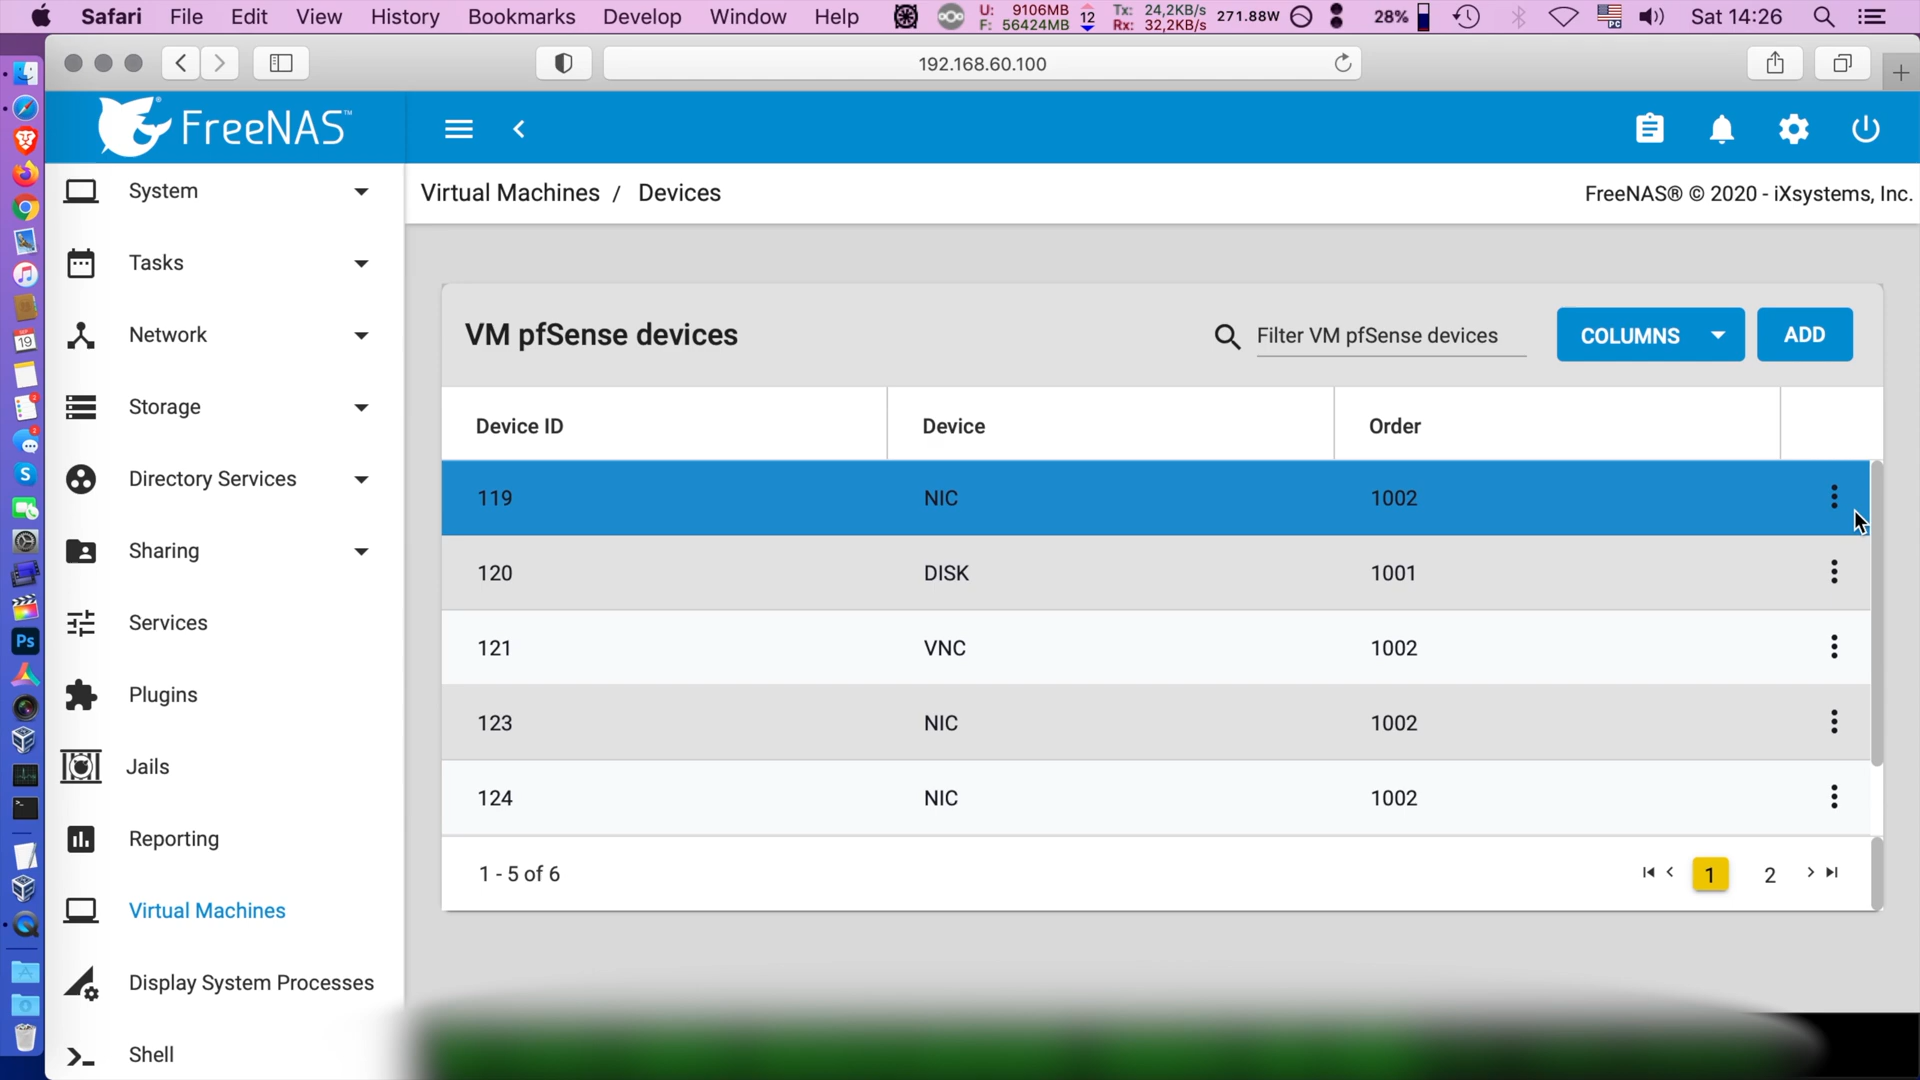 Safari File Edit View History Bookmarks Develop Window Help U: 9106MB F: 56424MB 12 Tx: 24,2KB/s Rx: 32,2KB/s 271.88W 28% Sat 14:26
192.168.60.100
FreeNAS™
System
Tasks
Network
Storage
Directory Services
Sharing
Services
Plugins
Jails
Reporting
Virtual Machines
Display System Processes
Shell
Virtual Machines / Devices
FreeNAS® © 2020 - iXsystems, Inc.
VM pfSense devices
Filter VM pfSense devices
COLUMNS
ADD
Device ID Device Order
119 NIC 1002
120 DISK 1001
121 VNC 1002
123 NIC 1002
124 NIC 1002
1 - 5 of 6
1 2